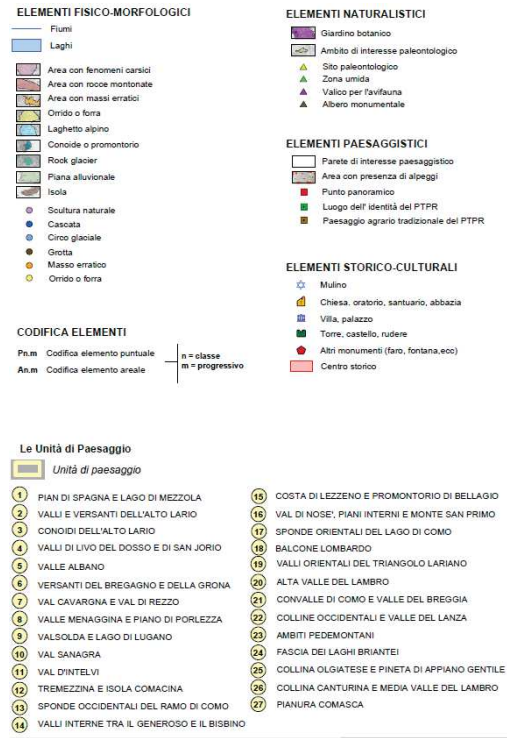 ELEMENTI FISICO-MORFOLOGICI
Fiumi
Laghi
Area con fenomeni carsici
Area con rocce montonate
Area con massi erratici
Orrido o forra
Laghetto alpino
Conoide o promontorio
Rook glacier
Piana alluvionale
Isola
Scultura naturale
Cascata
Circo glaciale
Grotta
Masso erratico
Orrido o forra
CODIFICA ELEMENTI
Pn.m Codifica elemento puntuale
An.m Codifica elemento areale
n = classe
m = progressivo
ELEMENTI NATURALISTICI
Giardino botanico
Ambito di interesse paleontologico
Sito paleontologico
Zona umida
Valico per l'avifauna
Albero monumentale
ELEMENTI PAESAGGISTICI
Parete di interesse paesaggistico
Area con presenza di alpeggi
Punto panoramico
Luogo dell' identità del PTPR
Paesaggio agrario tradizionale del PTPR
ELEMENTI STORICO-CULTURALI
Mulino
Chiesa, oratorio, santuario, abbazia
Villa, palazzo
Torre, castello, rudere
Altri monumenti (faro, fontana,ecc)
Centro storico
Le Unità di Paesaggio
Unità di paesaggio
1 PIAN DI SPAGNA E LAGO DI MEZZOLA
2 VALLI E VERSANTI DELL'ALTO LARIO
3 CONOIDI DELL'ALTO LARIO
4 VALLI DI LIVO DEL DOSSO E DI SAN JORIO
5 VALLE ALBANO
6 VERSANTI DEL BREGAGNO E DELLA GRONA
7 VAL CAVARGNA E VAL DI REZZO
8 VALLE MENAGGINA E PIANO DI PORLEZZA
9 VALSOLDA E LAGO DI LUGANO
10 VAL SANAGRA
11 VAL D'INTELVI
12 TREMEZZINA E ISOLA COMACINA
13 SPONDE OCCIDENTALI DEL RAMO DI COMO
14 VALLI INTERNE TRA IL GENEROSO E IL BISBINO
15 COSTA DI LEZZENO E PROMONTORIO DI BELLAGIO
16 VAL DI NOSE', PIANI INTERNI E MONTE SAN PRIMO
17 SPONDE ORIENTALI DEL LAGO DI COMO
18 BALCONE LOMBARDO
19 VALLI ORIENTALI DEL TRIANGOLO LARIANO
20 ALTA VALLE DEL LAMBRO
21 CONVALLE DI COMO E VALLE DEL BREGGIA
22 COLLINE OCCIDENTALI E VALLE DEL LANZA
23 AMBITI PEDEMONTANI
24 FASCIA DEI LAGHI BRIANTEI
25 COLLINA OLGIATESE E PINETA DI APPIANO GENTILE
26 COLLINA CANTURINA E MEDIA VALLE DEL LAMBRO
27 PIANURA COMASCA